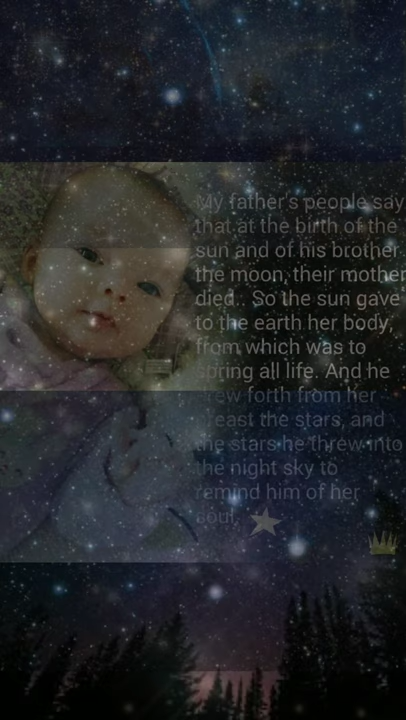 My father's people say
that at the birth of the
sun and of his brother
the moon, their mother
died.. So the sun gave
to the earth her body,
from which was to
spring all life. And he
drew forth from her
breast the stars, and
the stars he threw into
the night sky to
remind him of her
soul.